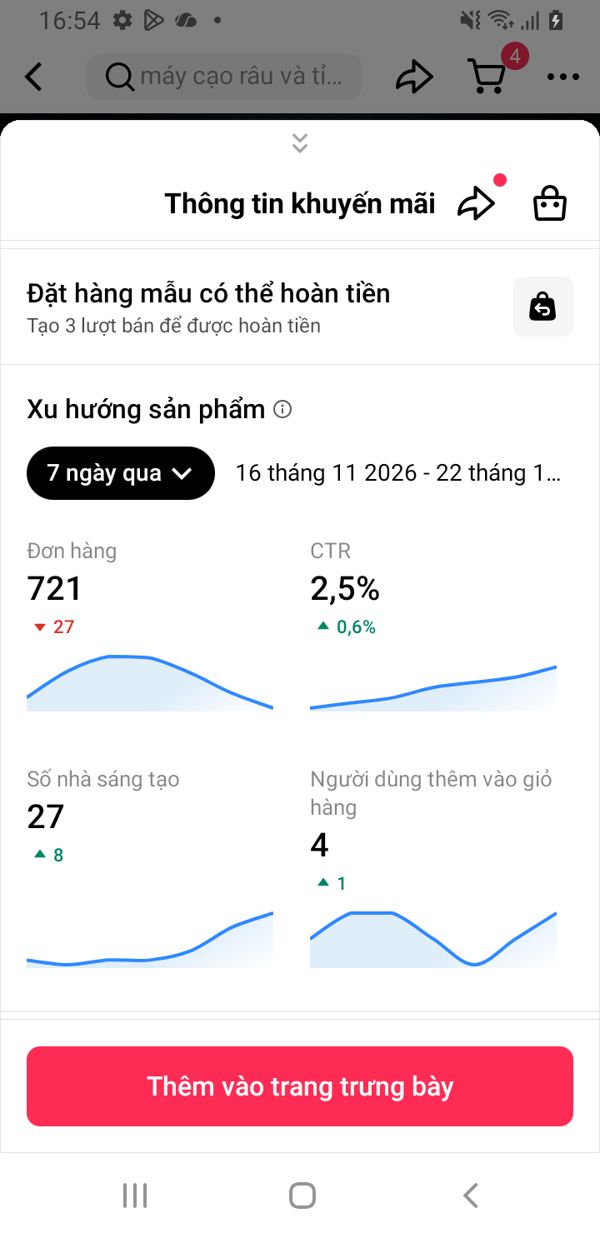 16:54
4
máy cạo râu và tỉ...
Thông tin khuyến mãi
Đặt hàng mẫu có thể hoàn tiền
Tạo 3 lượt bán để được hoàn tiền
Xu hướng sản phẩm
7 ngày qua
16 tháng 11 2026 - 22 tháng 1...
Đơn hàng
721
27
CTR
2,5%
0,6%
Số nhà sáng tạo
27
8
Người dùng thêm vào giỏ
hàng
4
1
Thêm vào trang trưng bày